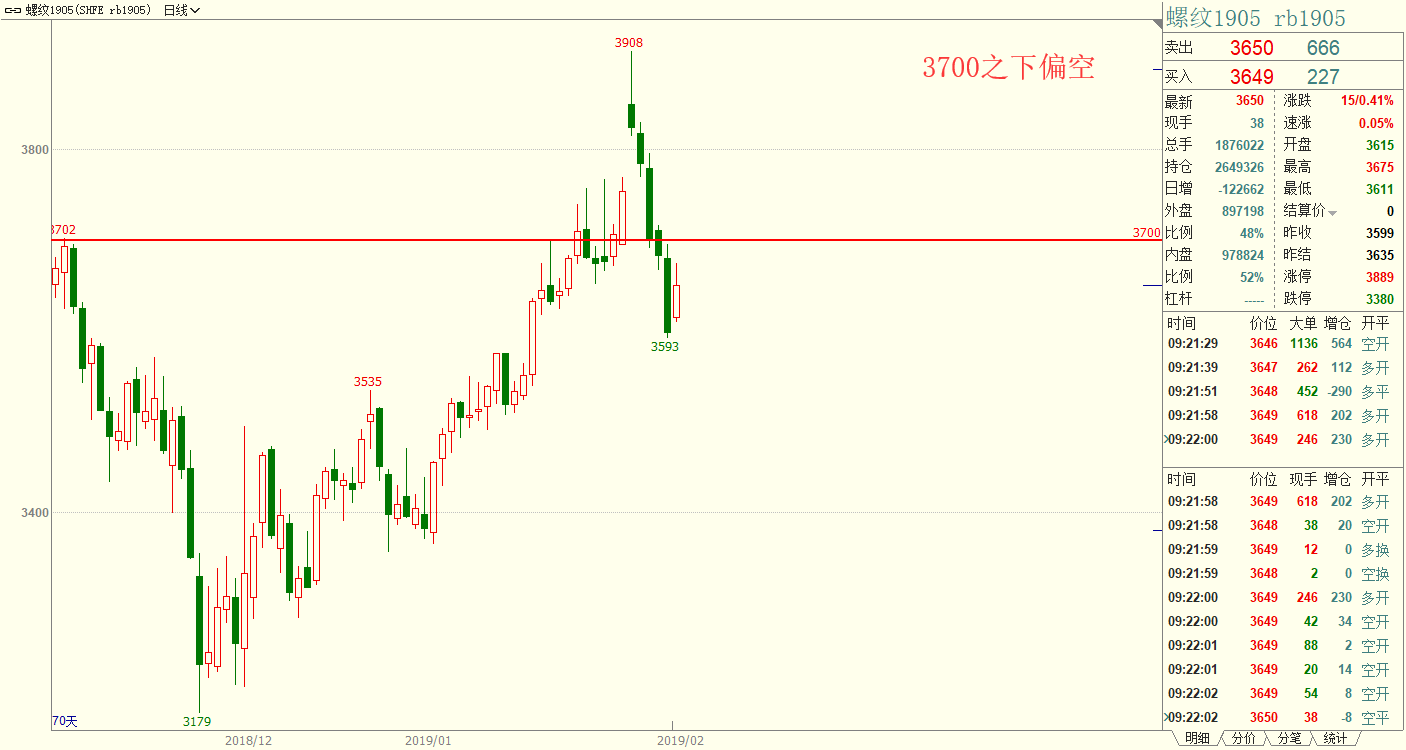 螺纹1905(SHFE rb1905) 日线
3908
3700之下偏空
3800
3702
3700
3593
3535
3400
3179
70天
2018/12 2019/01 2019/02
螺纹1905 rb1905
卖出 3650 666
买入 3649 227
最新 3650 涨跌 15/0.41%
现手 38 速涨 0.05%
总手 1876022 开盘 3615
持仓 2649326 最高 3675
日增 -122662 最低 3611
外盘 897198 结算价 0
比例 48% 昨收 3599
内盘 978824 昨结 3635
比例 52% 涨停 3889
杠杆 ----- 跌停 3380
时间 价位 大单 增仓 开平
09:21:29 3646 1136 564 空开
09:21:39 3647 262 112 多开
09:21:51 3648 452 -290 多平
09:21:58 3649 618 202 多开
09:22:00 3649 246 230 多开
时间 价位 现手 增仓 开平
09:21:58 3649 618 202 多开
09:21:58 3648 38 20 空开
09:21:59 3649 12 0 多换
09:21:59 3648 2 0 空换
09:22:00 3649 246 230 多开
09:22:00 3649 42 34 空开
09:22:01 3649 88 2 空开
09:22:01 3649 20 14 空开
09:22:02 3649 54 8 空开
09:22:02 3650 38 -8 空平
明细 分价 分笔 统计